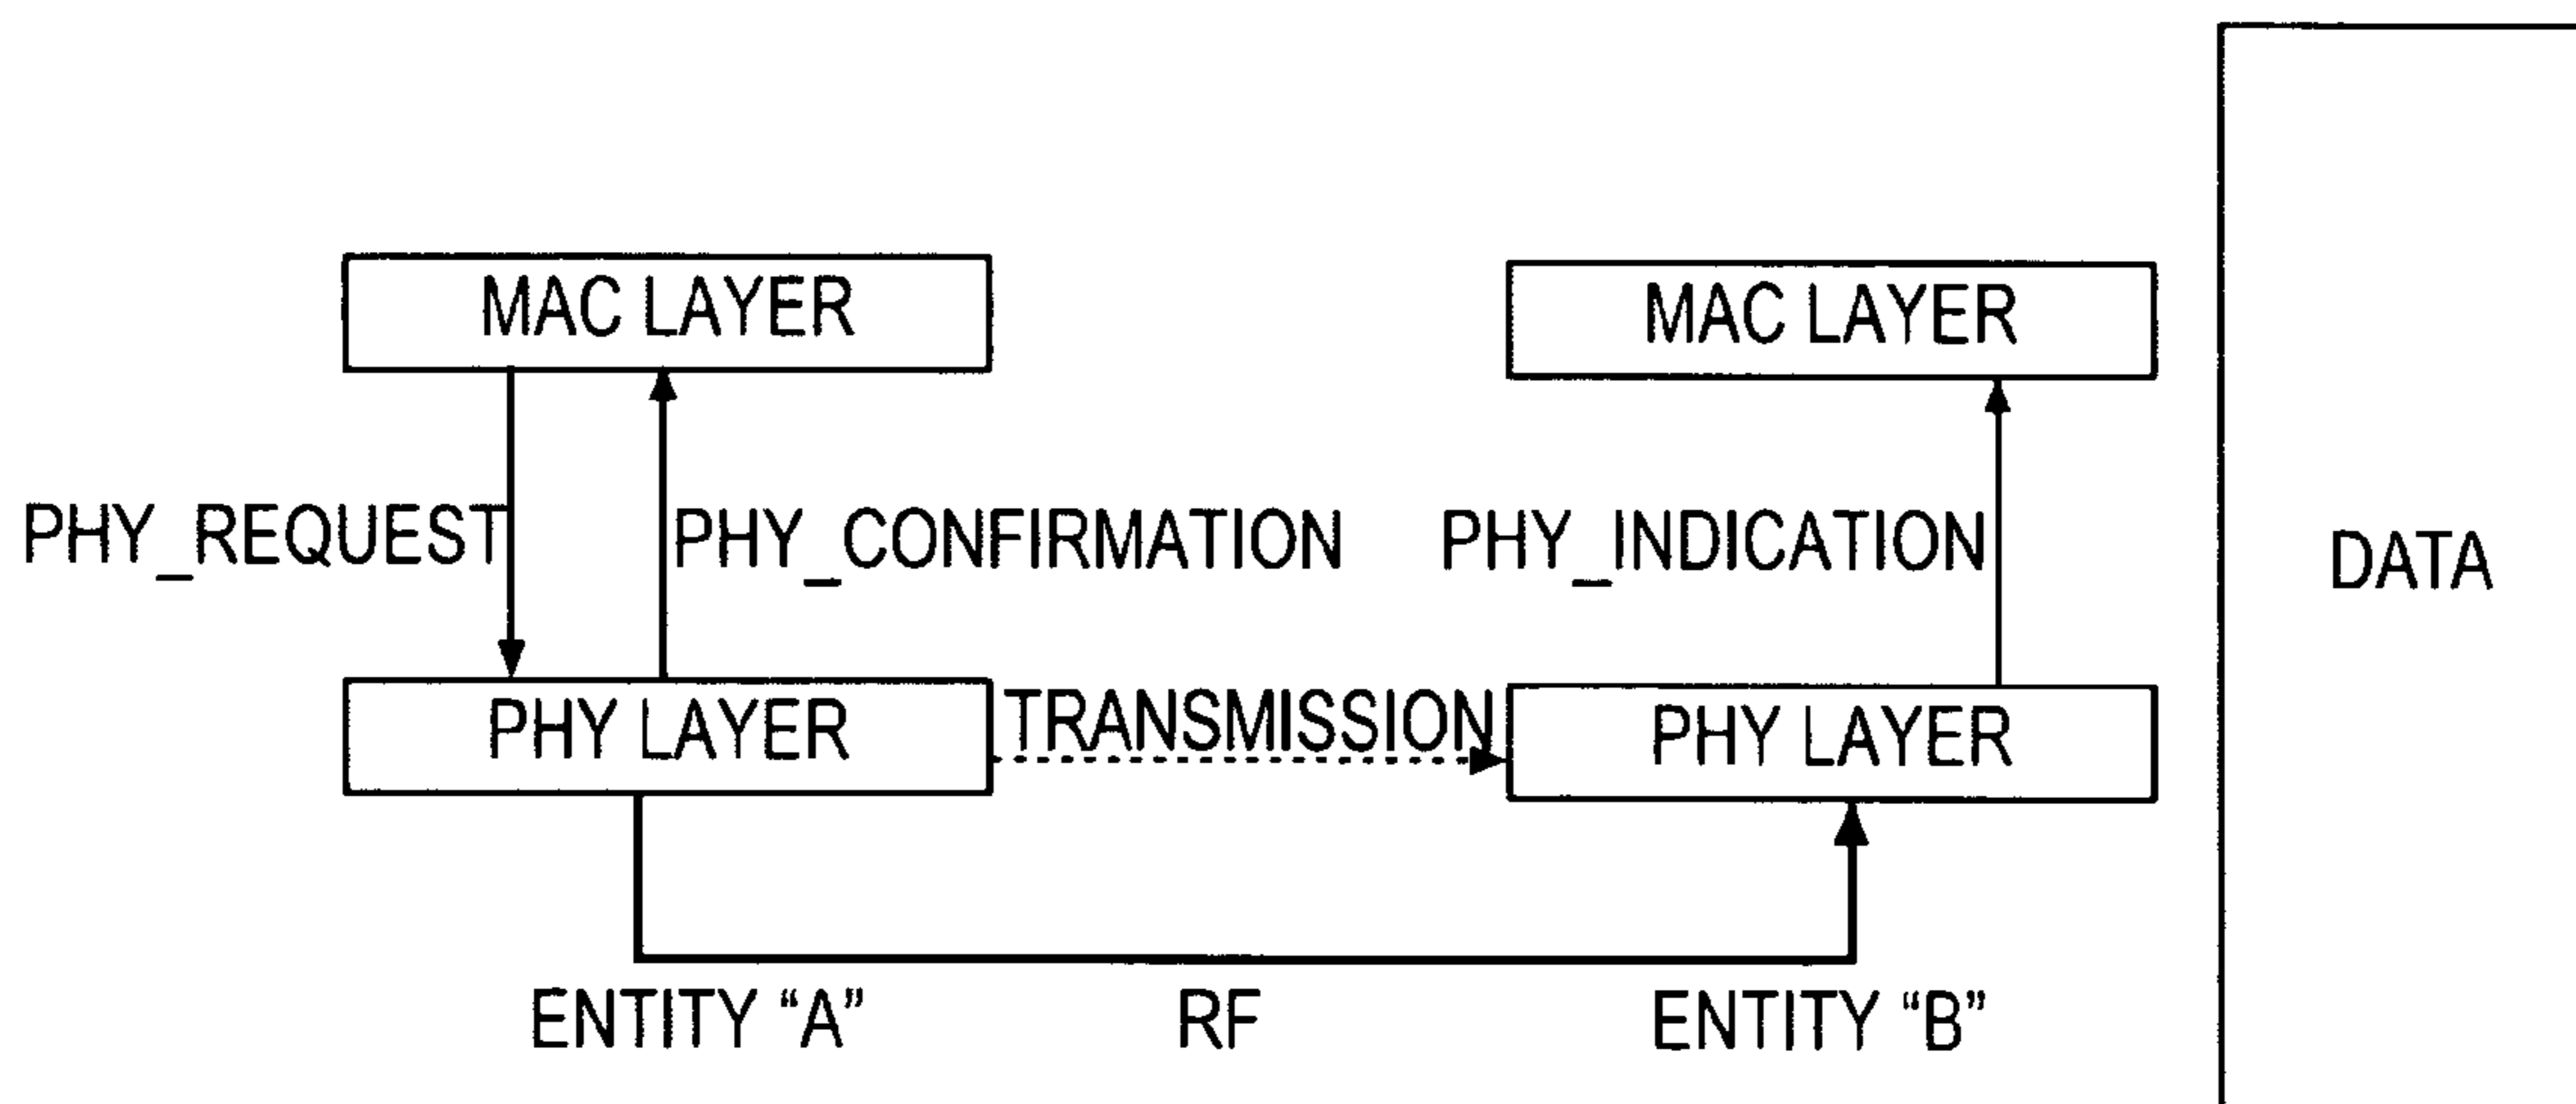 MAC LAYER
MAC LAYER
PHY_REQUEST
PHY_CONFIRMATION
PHY_INDICATION
DATA
PHY LAYER
TRANSMISSION
PHY LAYER
ENTITY “A”
RF
ENTITY “B”